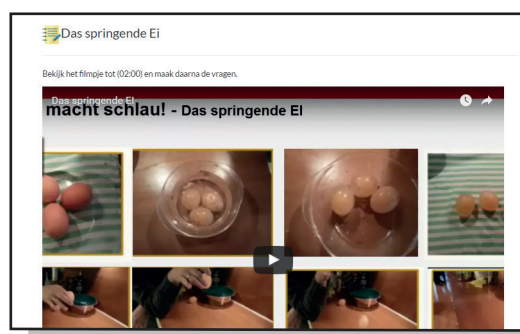 Das springende Ei
Bekijk het filmpje tot (02:00) en maak daarna de vragen.
Das springende EI
macht schlau! - Das springende EI